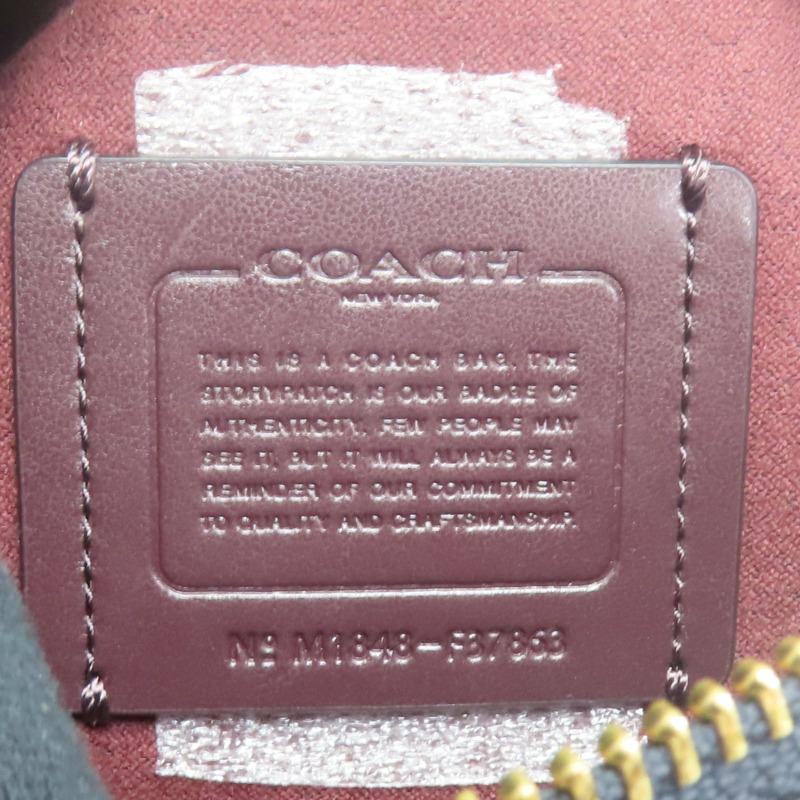 COACH
NEW YORK
THIS IS A COACH BAG. THE
STORYPATCH IS OUR BADGE OF
AUTHENTICITY. FEW PEOPLE MAY
SEE IT, BUT IT WILL ALWAYS BE A
REMINDER OF OUR COMMITMENT
TO QUALITY AND CRAFTSMANSHIP.
Nº M1848-F37863